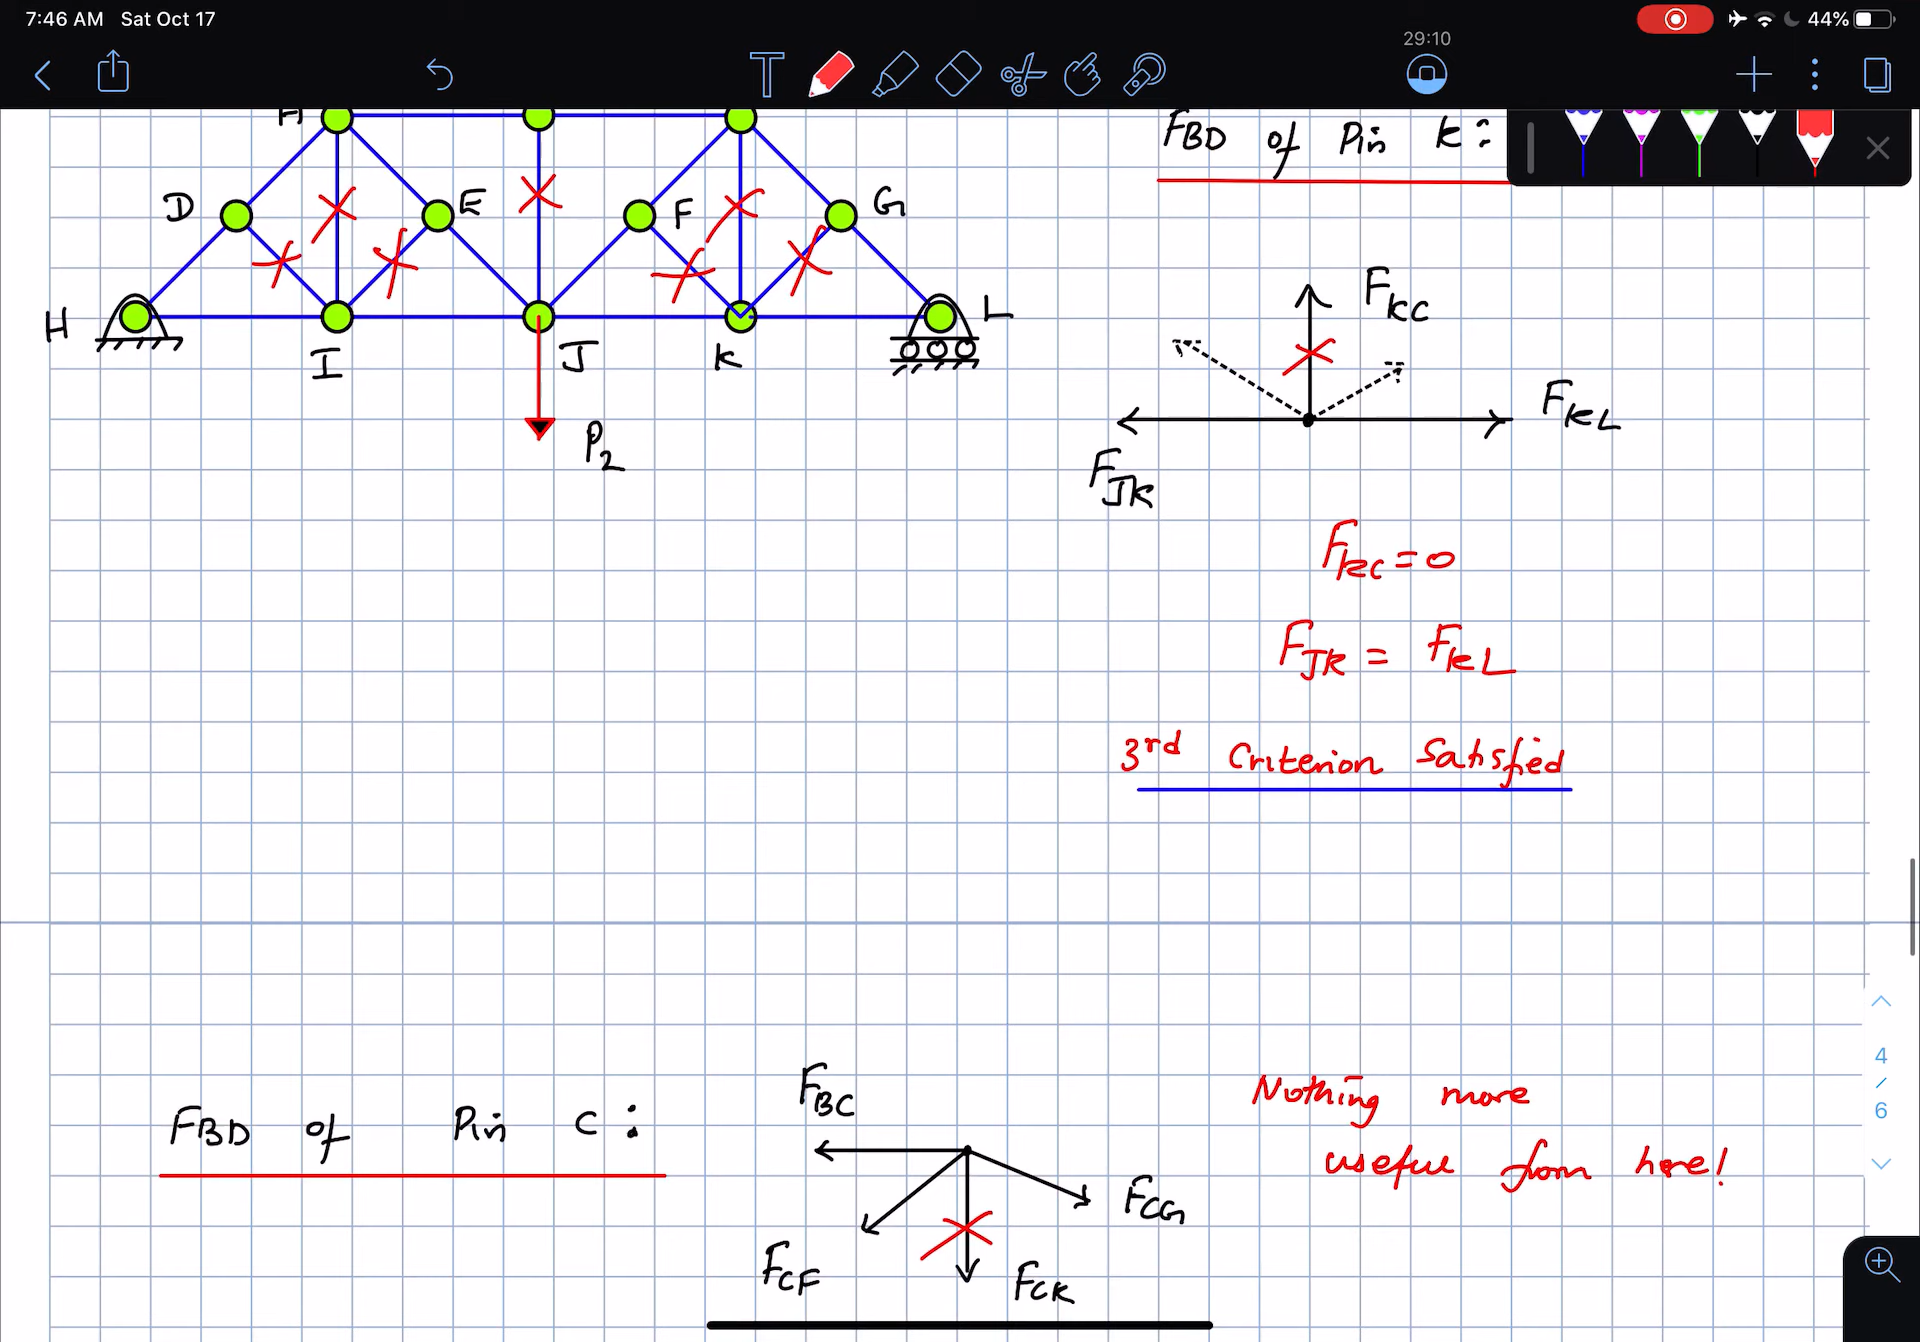 7:46 AM Sat Oct 17
44%
29:10
T
FBD of Pin K:
D
E
F
G
H
I
J
K
L
P2
FKC
FKL
FJK
FKC = 0
FJK = FKL
3rd Criterion Satisfied
4
/
6
FBD of Pin C:
FBC
FCF
FCK
FCG
Nothing more
useful from here!